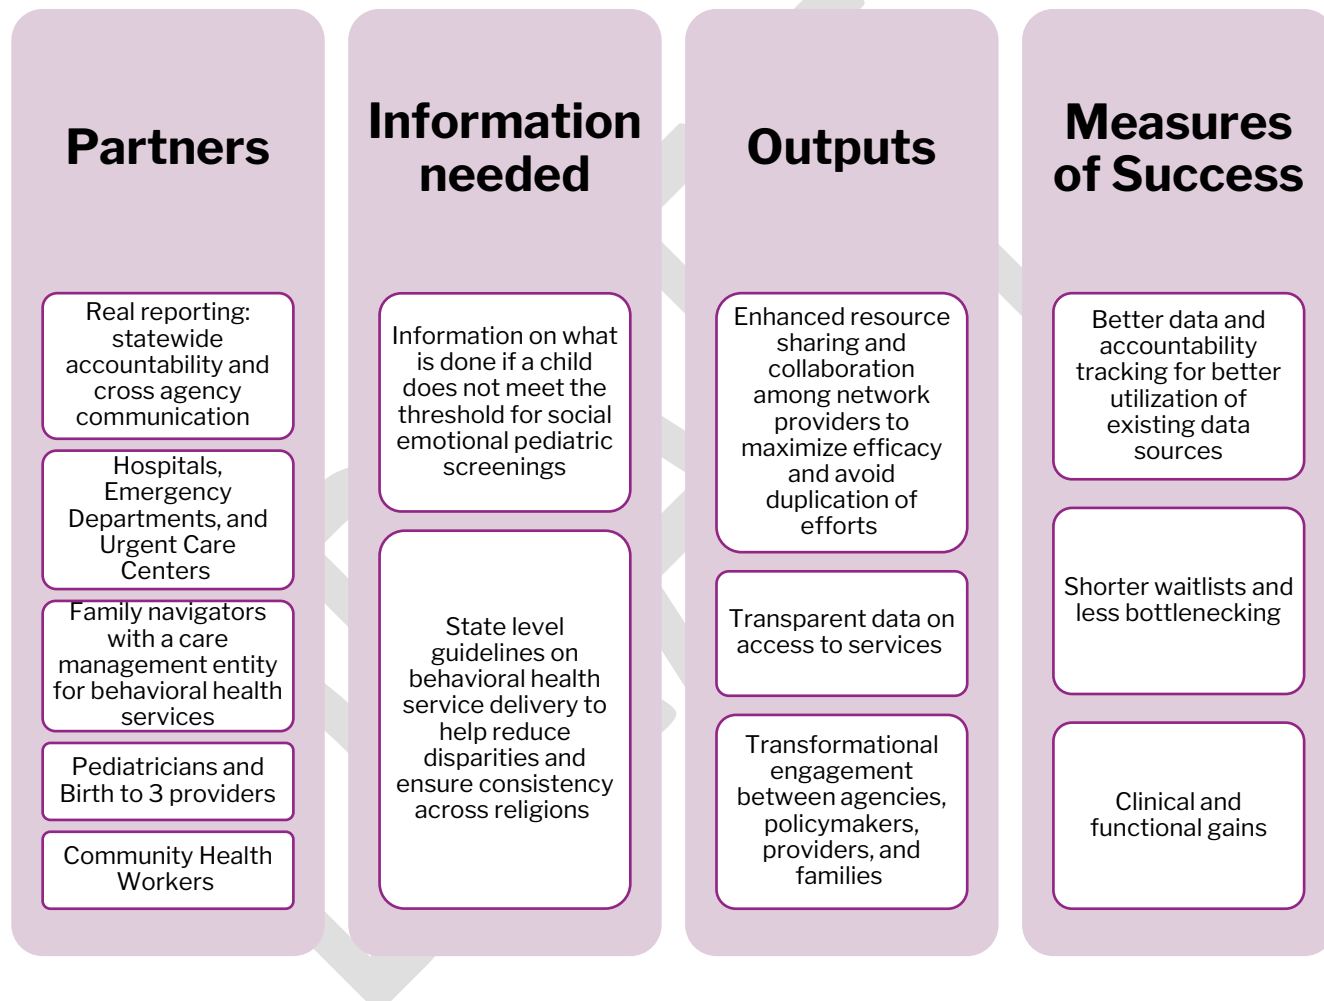 Partners
Real reporting:
statewide
accountability and
cross agency
communication
Hospitals,
Emergency
Departments, and
Urgent Care
Centers
Family navigators
with a care
management entity
for behavioral health
services
Pediatricians and
Birth to 3 providers
Community Health
Workers
Information
needed
Information on what
is done if a child
does not meet the
threshold for social
emotional pediatric
screenings
State level
guidelines on
behavioral health
service delivery to
help reduce
disparities and
ensure consistency
across religions
Outputs
Enhanced resource
sharing and
collaboration
among network
providers to
maximize efficacy
and avoid
duplication of
efforts
Transparent data on
access to services
Transformational
engagement
between agencies,
policymakers,
providers, and
families
Measures
of Success
Better data and
accountability
tracking for better
utilization of
existing data
sources
Shorter waitlists and
less bottlenecking
Clinical and
functional gains